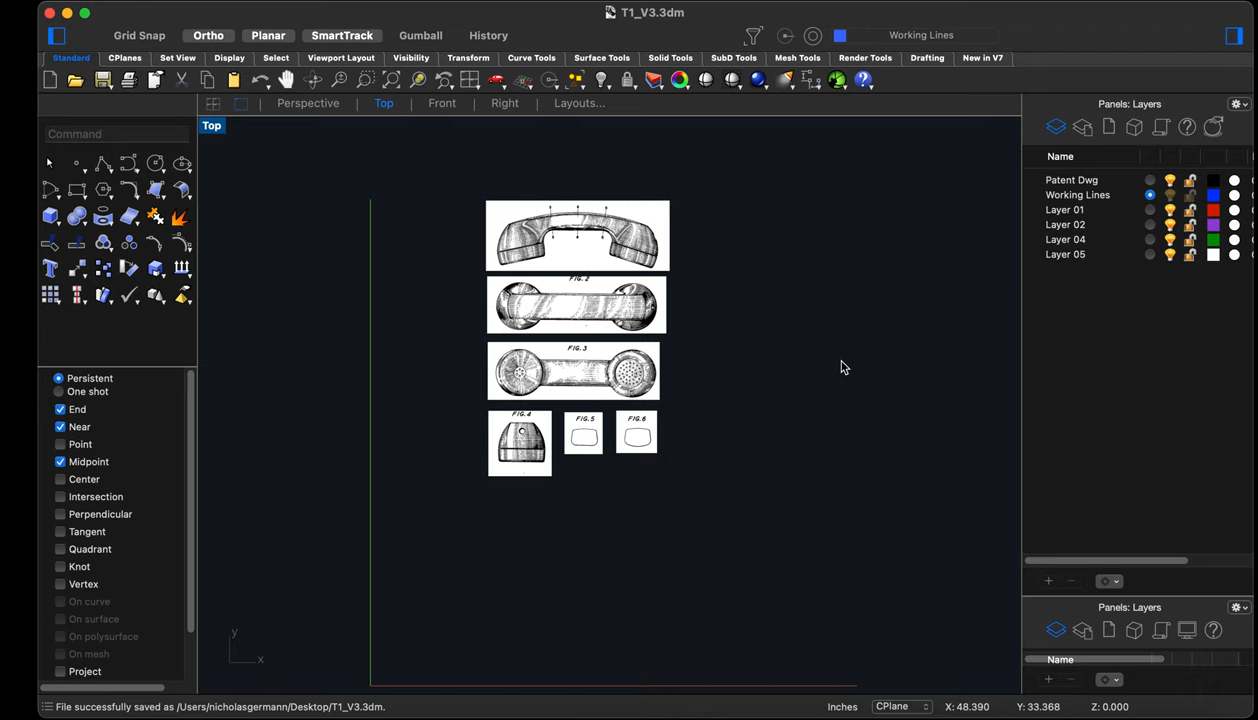 T1_V3.3dm
Grid Snap
Ortho
Planar
SmartTrack
Gumball
History
Working Lines
Standard
CPlanes
Set View
Display
Select
Viewport Layout
Visibility
Transform
Curve Tools
Surface Tools
Solid Tools
SubD Tools
Mesh Tools
Render Tools
Drafting
New in V7
Perspective
Top
Front
Right
Layouts...
Panels: Layers
Top
Command
Name
Patent Dwg
Working Lines
Layer 01
Layer 02
Layer 04
Layer 05
FIG. 2
FIG. 3
FIG. 4
FIG. 5
FIG. 6
Persistent
One shot
End
Near
Point
Midpoint
Center
Intersection
Perpendicular
Tangent
Quadrant
Knot
Vertex
On curve
On surface
On polysurface
On mesh
Project
y
x
Panels: Layers
Name
File successfully saved as /Users/nicholasgermann/Desktop/T1_V3.3dm.
Inches
CPlane
X: 48.390
Y: 33.368
Z: 0.000